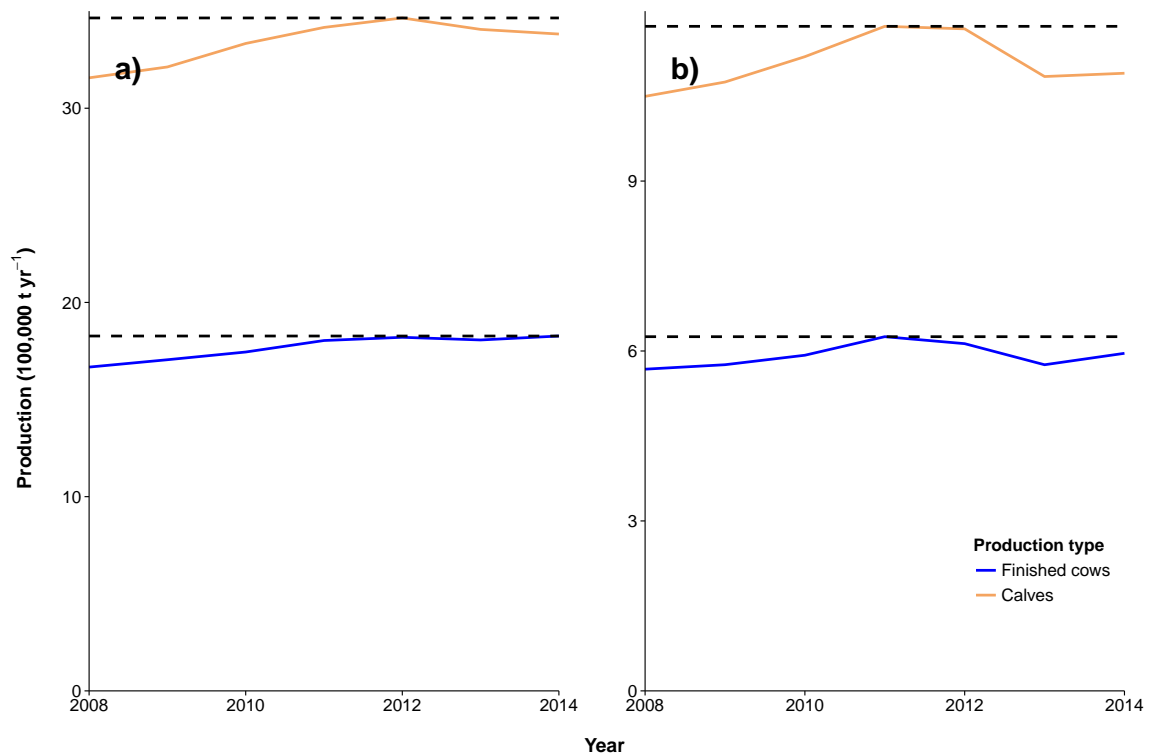 a)
b)
Production (100,000 t yr⁻¹)
30
20
10
0
2008
2010
2012
2014
9
6
3
0
2008
2010
2012
2014
Production type
Finished cows
Calves
Year